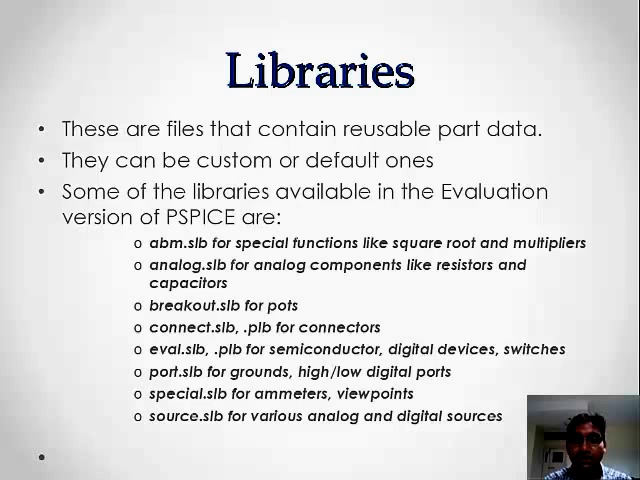 Libraries
• These are files that contain reusable part data.
• They can be custom or default ones
• Some of the libraries available in the Evaluation
version of PSPICE are:
o abm.slb for special functions like square root and multipliers
o analog.slb for analog components like resistors and
capacitors
o breakout.slb for pots
o connect.slb, .plb for connectors
o eval.slb, .plb for semiconductor, digital devices, switches
o port.slb for grounds, high/low digital ports
o special.slb for ammeters, viewpoints
o source.slb for various analog and digital sources
•